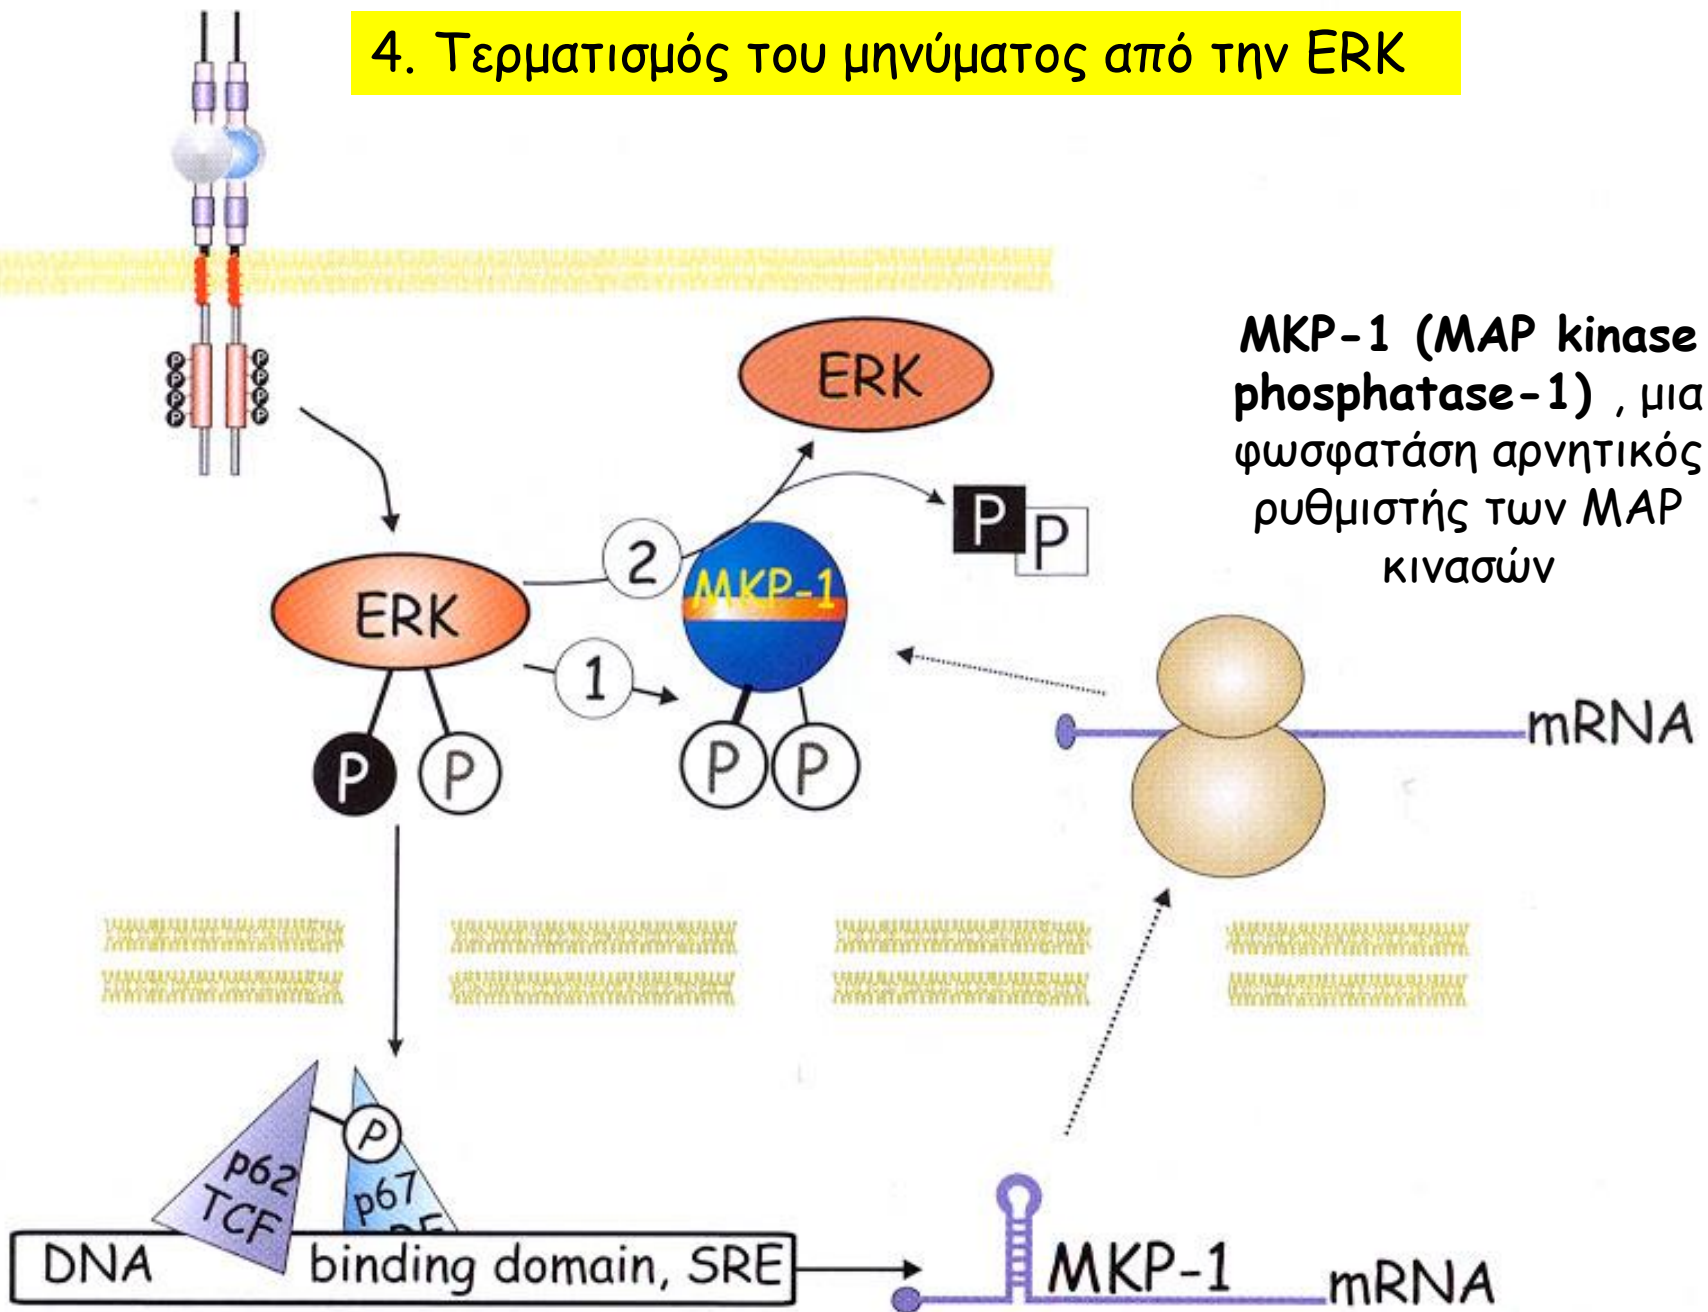 4. Τερματισμός του μηνύματος από την ERK
P P
P P
P P
P P
ERK
MKP-1 (MAP kinase
phosphatase-1) , μια
φωσφατάση αρνητικός
ρυθμιστής των MAP
κινασών
P
P
2
MKP-1
ERK
1
P P
P P
mRNA
P
p62
TCF
p67
DNA binding domain, SRE
MKP-1 mRNA